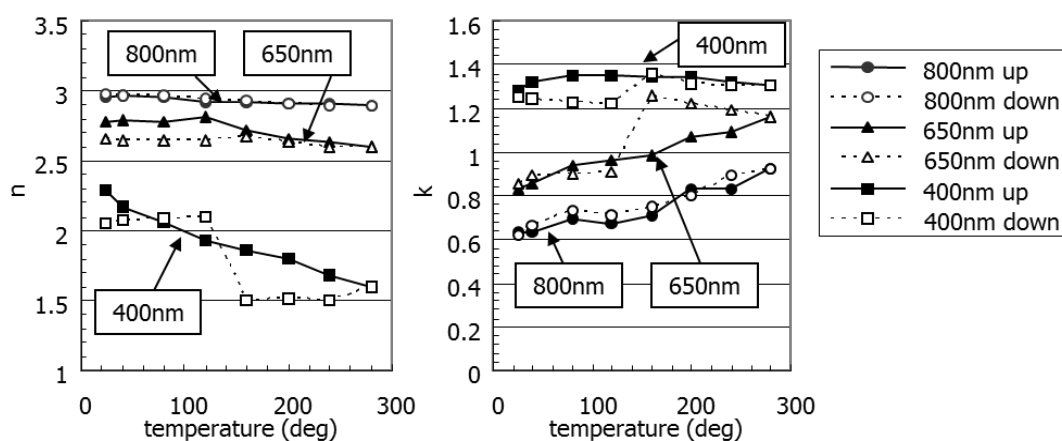 3.5
3
2.5
2
1.5
1
n
0
100
200
300
temperature (deg)
800nm
650nm
400nm
1.6
1.4
1.2
1
0.8
0.6
0.4
0.2
0
k
0
100
200
300
temperature (deg)
400nm
800nm
650nm
800nm up
800nm down
650nm up
650nm down
400nm up
400nm down